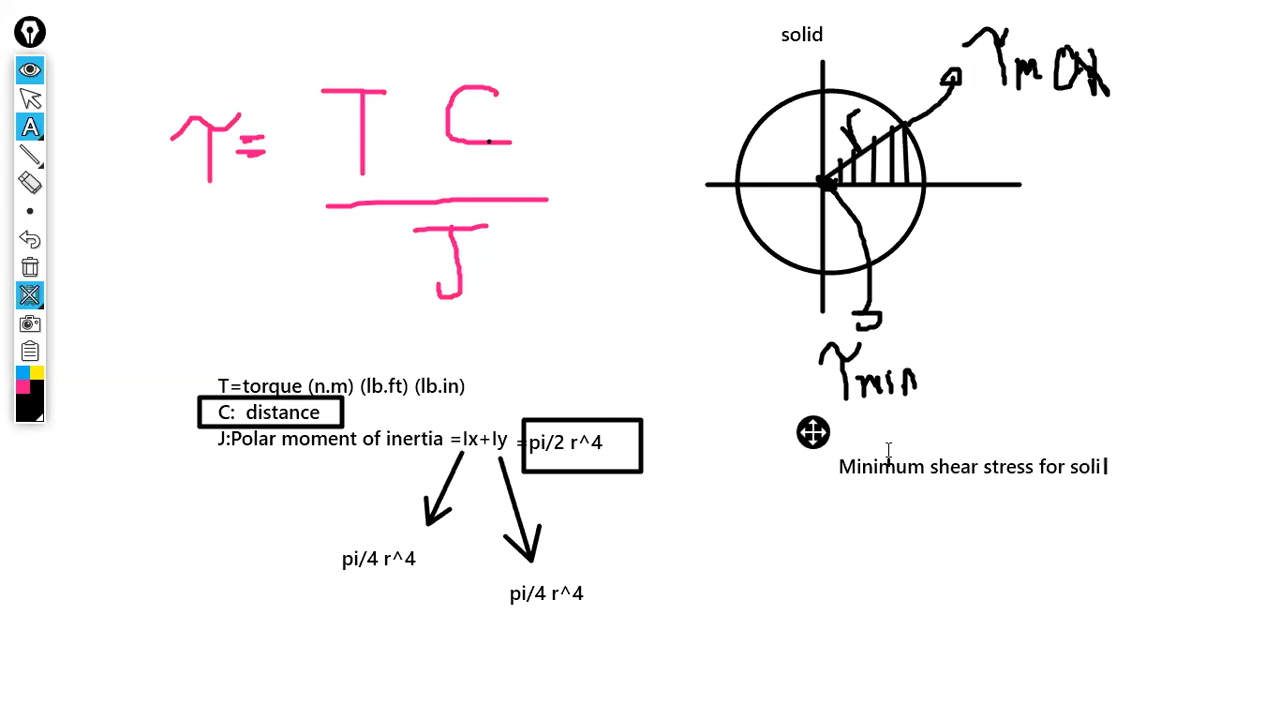 solid
τmax
τ= T C
J
r
τmin
T=torque (n.m) (lb.ft) (lb.in)
C: distance
J:Polar moment of inertia =Ix+Iy =pi/2 r^4
Minimum shear stress for soli
pi/4 r^4
pi/4 r^4
A